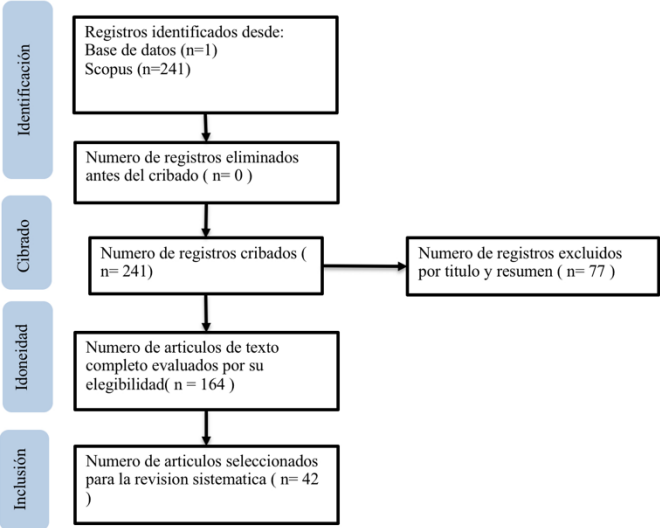 Identificación
Registros identificados desde:
Base de datos (n=1)
Scopus (n=241)
Numero de registros eliminados
antes del cribado ( n= 0 )
Cibrado
Numero de registros cribados (
n= 241)
Numero de registros excluidos
por titulo y resumen ( n= 77 )
Idoneidad
Numero de articulos de texto
completo evaluados por su
elegibilidad( n = 164 )
Inclusión
Numero de articulos seleccionados
para la revision sistematica ( n= 42
)